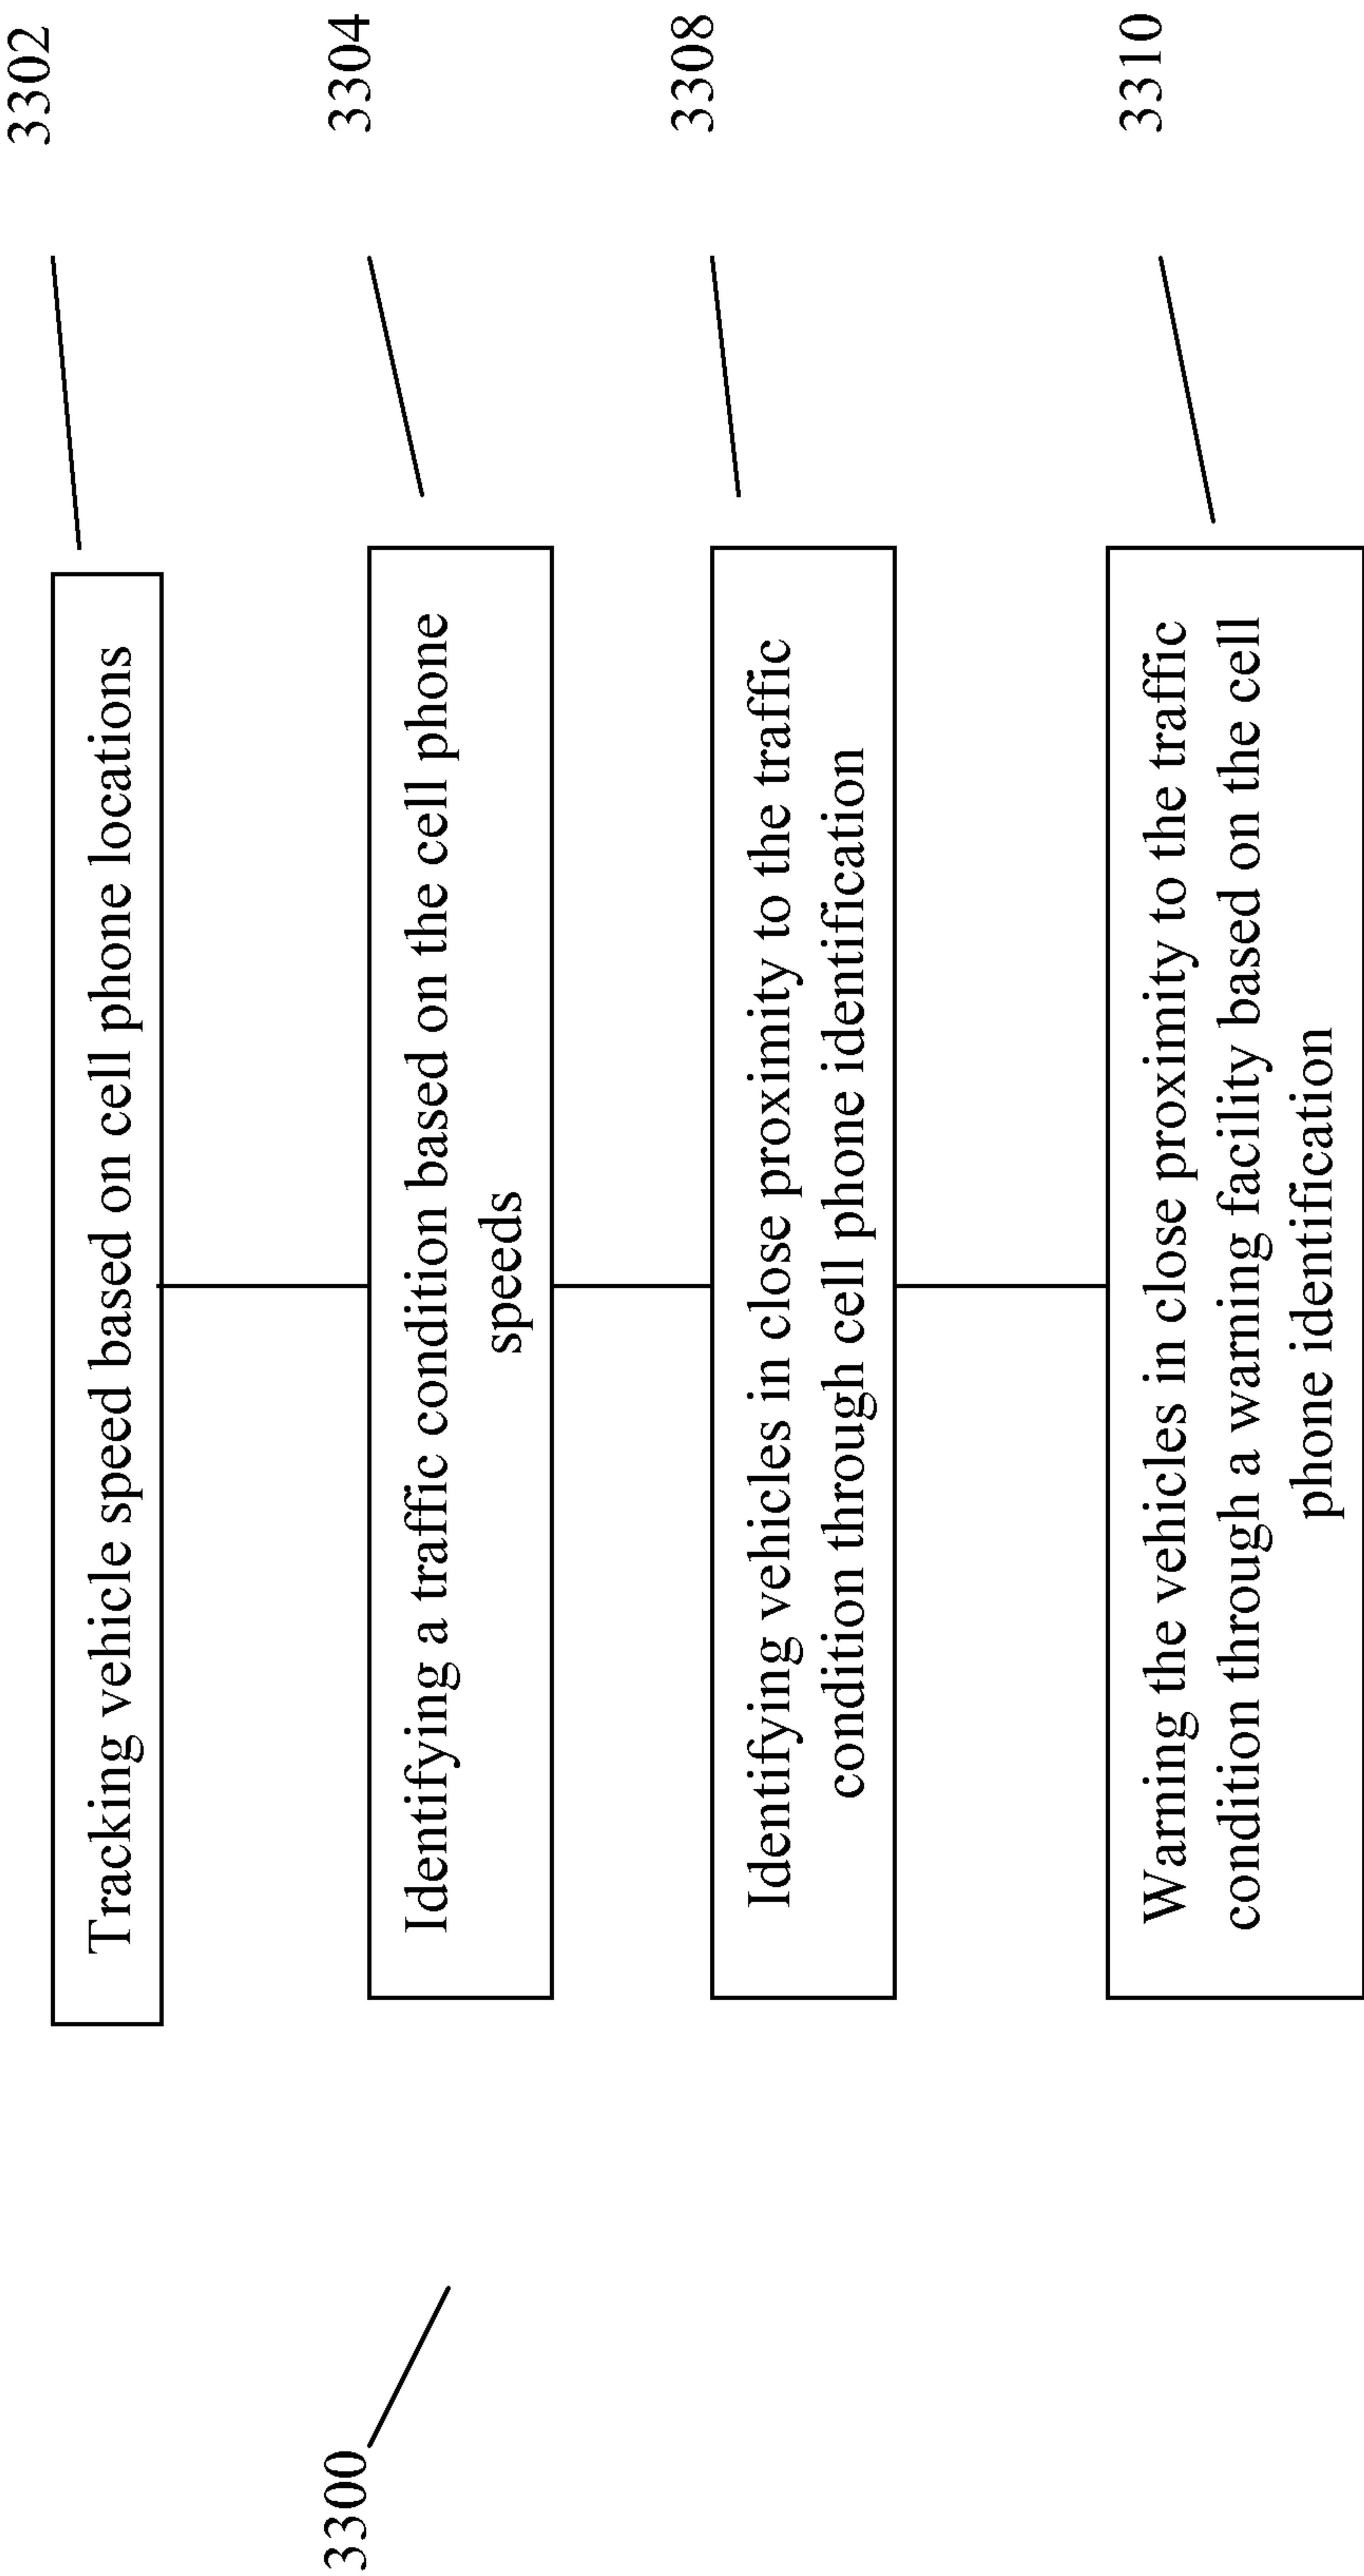 3302
Tracking vehicle speed based on cell phone locations
3300
3304
Identifying a traffic condition based on the cell phone
speeds
3308
Identifying vehicles in close proximity to the traffic
condition through cell phone identification
3310
Warning the vehicles in close proximity to the traffic
condition through a warning facility based on the cell
phone identification